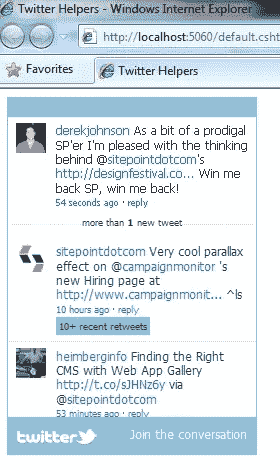 Twitter Helpers - Windows Internet Explorer
http://localhost:5060/default.csht
Favorites
Twitter Helpers
derekjohnson As a bit of a prodigal
SP'er I'm pleased with the thinking
behind @sitepointdotcom's
http://designfestival.co... Win me
back SP, win me back!
54 seconds ago · reply
more than 1 new tweet
sitepointdotcom Very cool parallax
effect on @campaignmonitor 's
new Hiring page at
http://www.campaignmonit... ^ls
10 hours ago · reply
10+ recent retweets
heimberginfo Finding the Right
CMS with Web App Gallery
http://t.co/sJHNz6y via
@sitepointdotcom
53 minutes ago · reply
twitter
Join the conversation